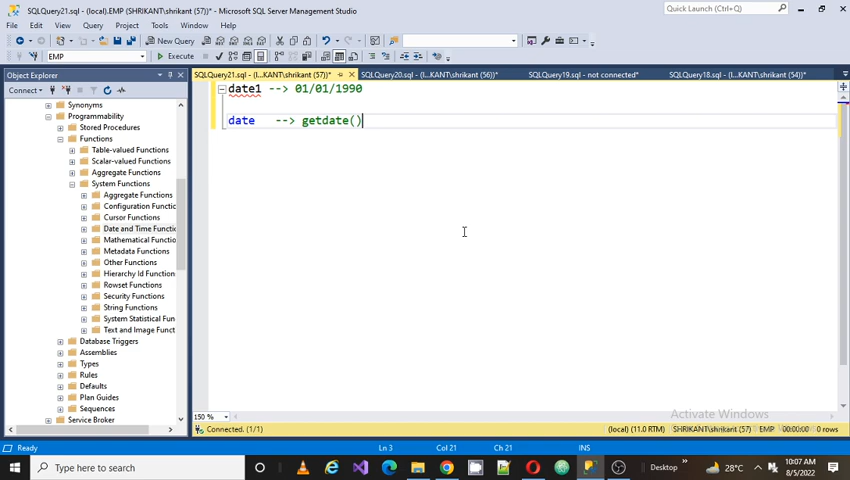 SQLQuery21.sql - (local).EMP (SHRIKANT\shrikant (57))* - Microsoft SQL Server Management Studio
Quick Launch (Ctrl+Q)
File Edit View Query Project Tools Window Help
New Query
EMP
Execute
Object Explorer
SQLQuery21.sql - (l...KANT\shrikant (57))*
SQLQuery20.sql - (l...KANT\shrikant (56))*
SQLQuery19.sql - not connected*
SQLQuery18.sql - (l...KANT\shrikant (54))*
Connect
date1 --> 01/01/1990
date --> getdate()
Synonyms
Programmability
Stored Procedures
Functions
Table-valued Functions
Scalar-valued Functions
Aggregate Functions
System Functions
Aggregate Functions
Configuration Functic
Cursor Functions
Date and Time Functi
Mathematical Functio
Metadata Functions
Other Functions
Hierarchy Id Function
Rowset Functions
Security Functions
String Functions
System Statistical Fun
Text and Image Funct
Database Triggers
Assemblies
Types
Rules
Defaults
Plan Guides
Sequences
Service Broker
150 %
Activate Windows
Connected. (1/1)
(local) (11.0 RTM) SHRIKANT\shrikant (57) EMP 00:00:00 0 rows
Ready
Ln 3 Col 21 Ch 21 INS
Type here to search
Desktop
28°C
10:07 AM
8/5/2022